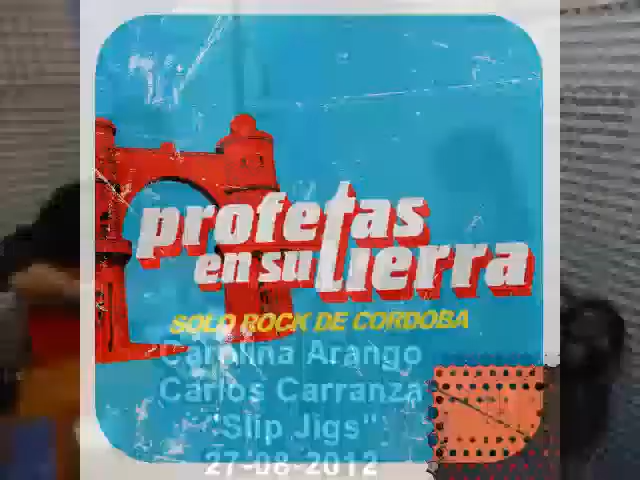 profetas
en su tierra
SOLO ROCK DE CORDOBA
Carolina Arango
Carlos Carranza
"Slip Jigs"
27-08-2012